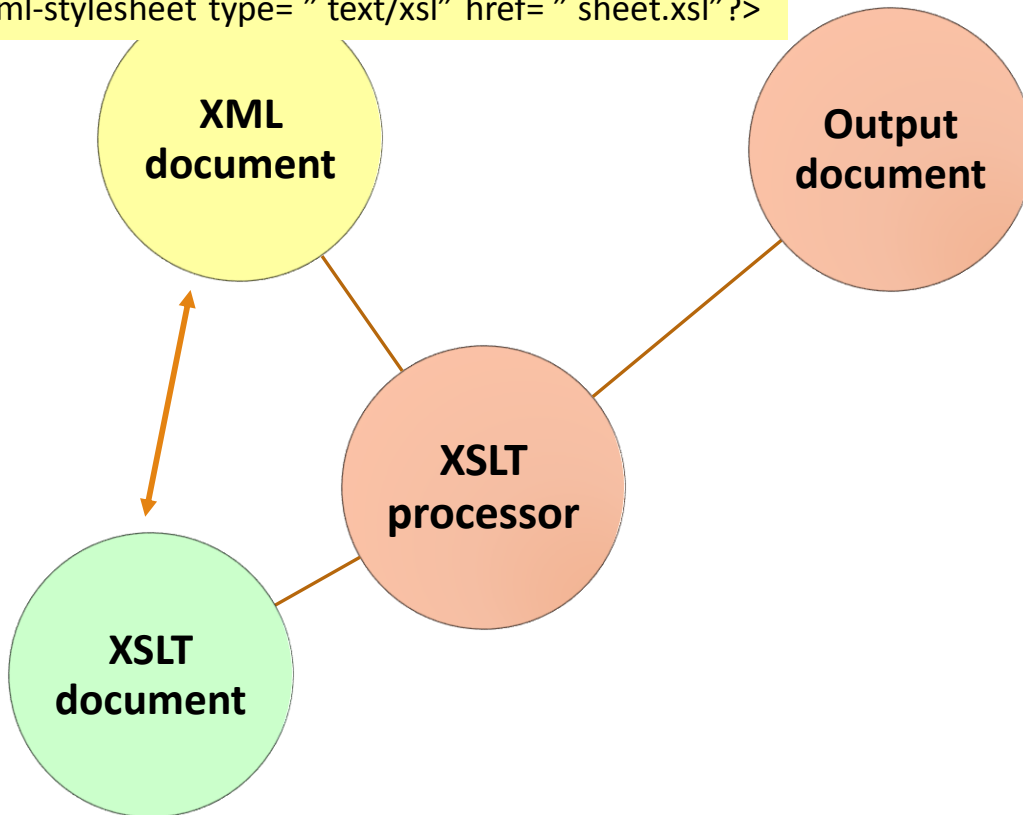 ml-stylesheet type= ” text/xsl” href= ” sheet.xsl”?>
XML
document
Output
document
XSLT
processor
XSLT
document